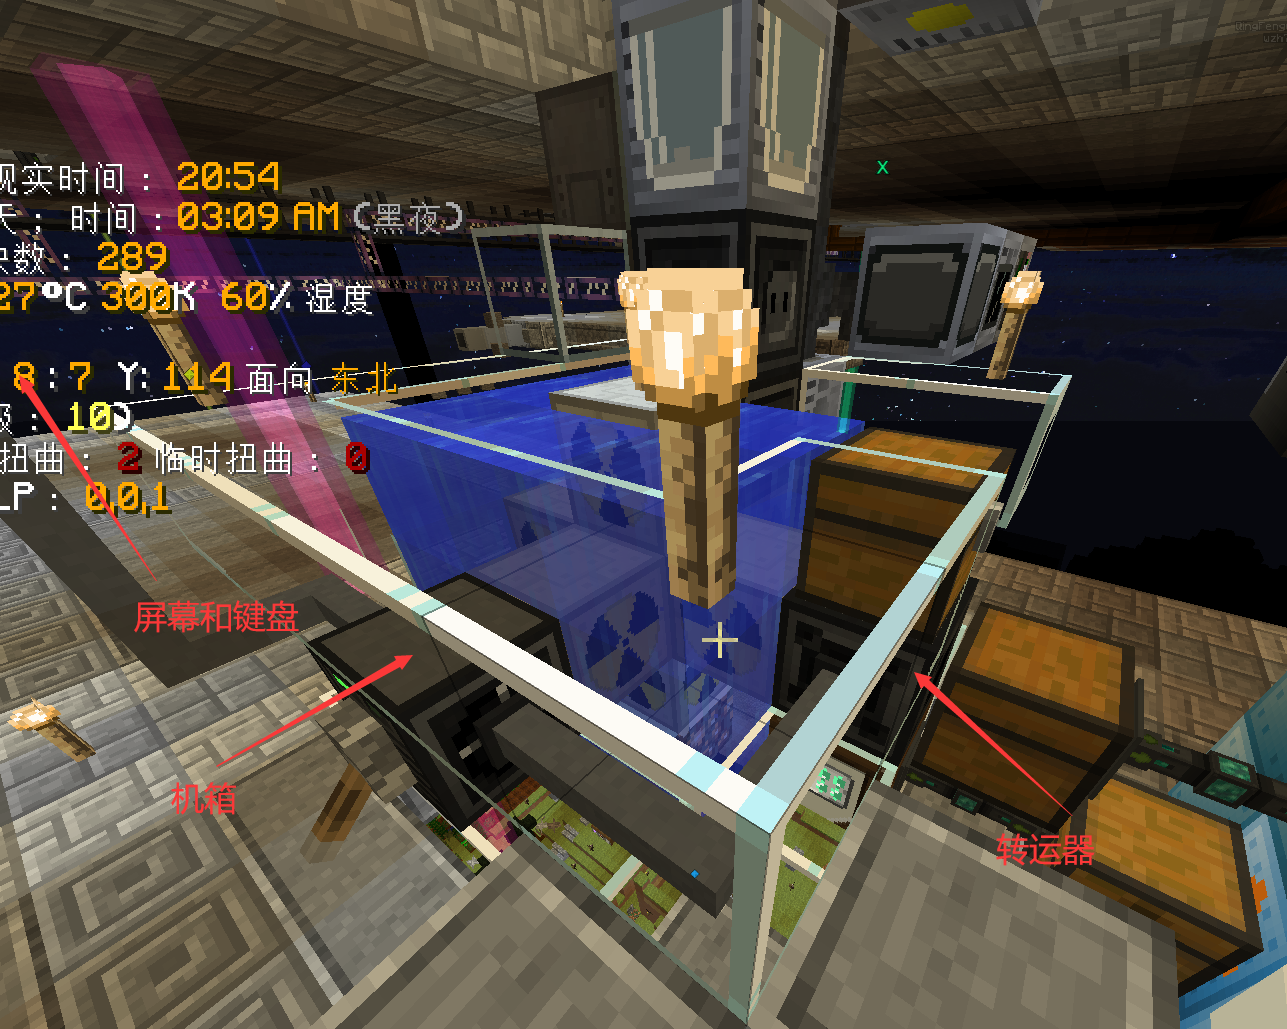 现实时间 : 20:54
天 ; 时间 : 03:09 AM (黑夜)
块数 : 289
27°C 300K 60% 湿度
8 : 7 Y: 114 面向 东北
级 : 10
扭曲 : 2 临时扭曲 : 0
LP : 0,0,1
x
屏幕和键盘
机箱
转运器